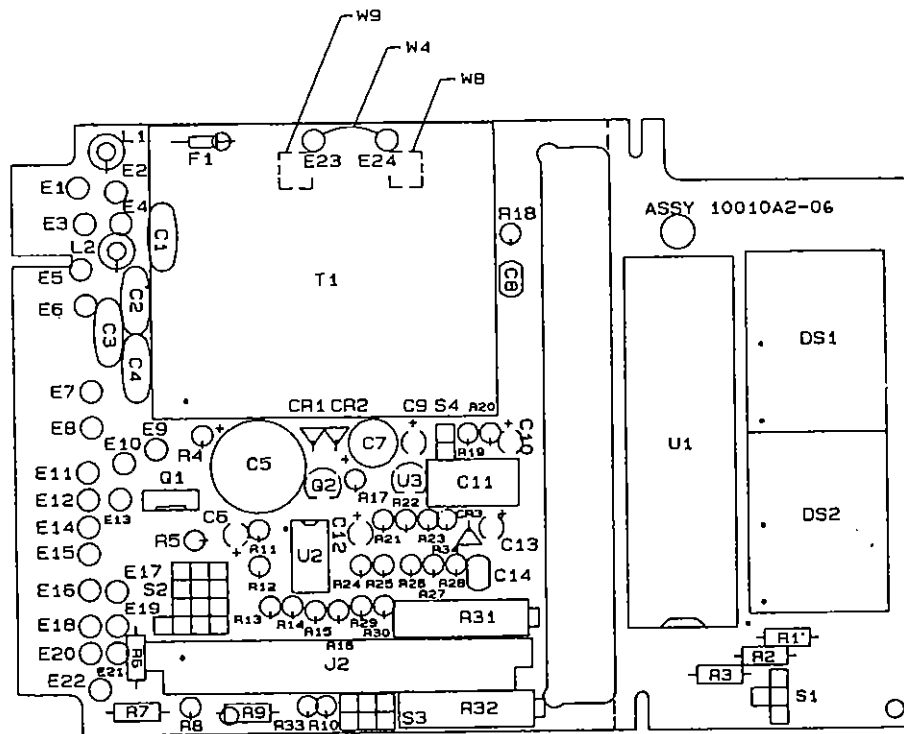 W9
W4
W8
L1
F1
E23 E24
E2
E1
E4
E3
R18
ASSY 10010A2-06
L2
C1
E5
C8
T1
C2
E6
C3
DS1
C4
E7
CR1 CR2 C9 S4 R20
E8
E9
E10
R4
C5
C7
C10
R19
U1
E11
Q1
Q2
U3
R17
C11
E12
E13
R22
DS2
C6
C12
R21 R23
CR3
E14
R5
R11
U2
R34
C13
E15
E17
S2
R12
R24 R25 R26 R28
R27
C14
E16
E19
R13 R14 R15
R29
R30
R31
E18
R16
R1
E20
E21
R6
J2
R2
E22
R3
S1
R7
R8
R9
R33 R10
S3
R32